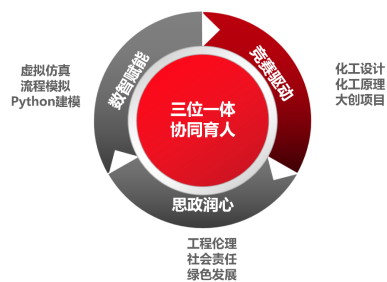 数智赋能
虚拟仿真
流程模拟
Python建模
竞赛驱动
化工设计
化工原理
大创项目
三位一体
协同育人
思政润心
工程伦理
社会责任
绿色发展